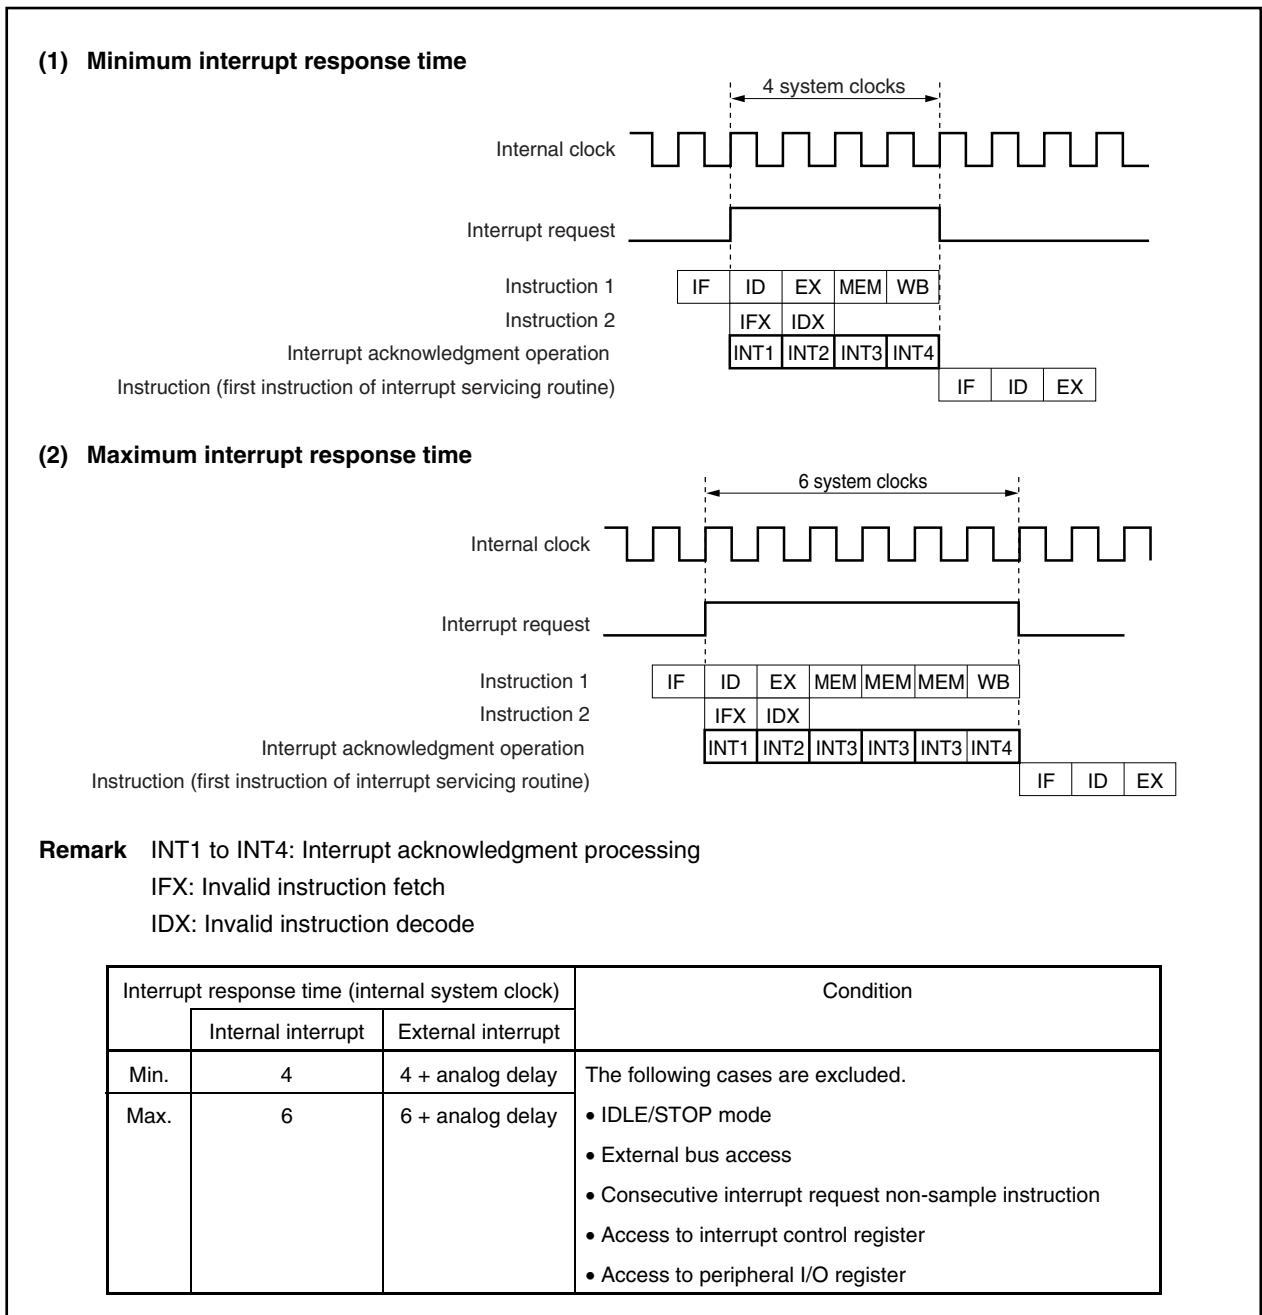 (1) Minimum interrupt response time
4 system clocks
Internal clock
Interrupt request
Instruction 1 IF ID EX MEM WB
Instruction 2 IFX IDX
Interrupt acknowledgment operation INT1 INT2 INT3 INT4
Instruction (first instruction of interrupt servicing routine) IF ID EX
(2) Maximum interrupt response time
6 system clocks
Internal clock
Interrupt request
Instruction 1 IF ID EX MEM MEM MEM WB
Instruction 2 IFX IDX
Interrupt acknowledgment operation INT1 INT2 INT3 INT3 INT3 INT4
Instruction (first instruction of interrupt servicing routine) IF ID EX
Remark INT1 to INT4: Interrupt acknowledgment processing
IFX: Invalid instruction fetch
IDX: Invalid instruction decode
Interrupt response time (internal system clock) Condition
Internal interrupt External interrupt
Min. 4 4 + analog delay The following cases are excluded.
Max. 6 6 + analog delay • IDLE/STOP mode
• External bus access
• Consecutive interrupt request non-sample instruction
• Access to interrupt control register
• Access to peripheral I/O register